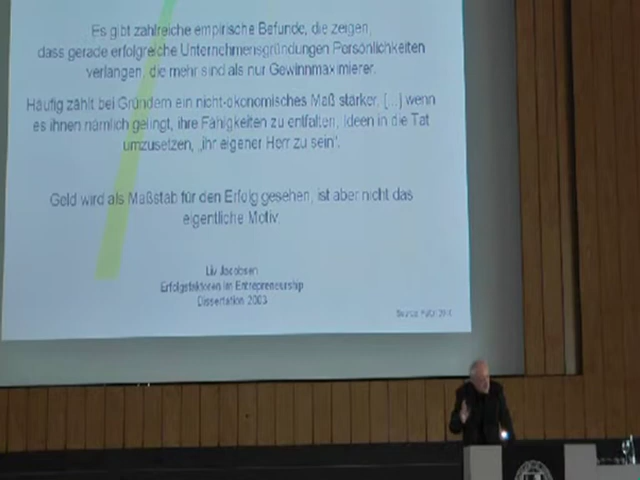 Es gibt zahlreiche empirische Befunde, die zeigen,
dass gerade erfolgreiche Unternehmensgründungen Persönlichkeiten
verlangen, die mehr sind als nur Gewinnmaximierer.
Häufig zählt bei Gründern ein nicht-ökonomisches Maß stärker, [...] wenn
es ihnen nämlich gelingt, ihre Fähigkeiten zu entfalten, Ideen in die Tat
umzusetzen, „ihr eigener Herr zu sein“.
Geld wird als Maßstab für den Erfolg gesehen, ist aber nicht das
eigentliche Motiv.
Liv Jacobsen
Erfolgsfaktoren im Entrepreneurship
Dissertation 2003